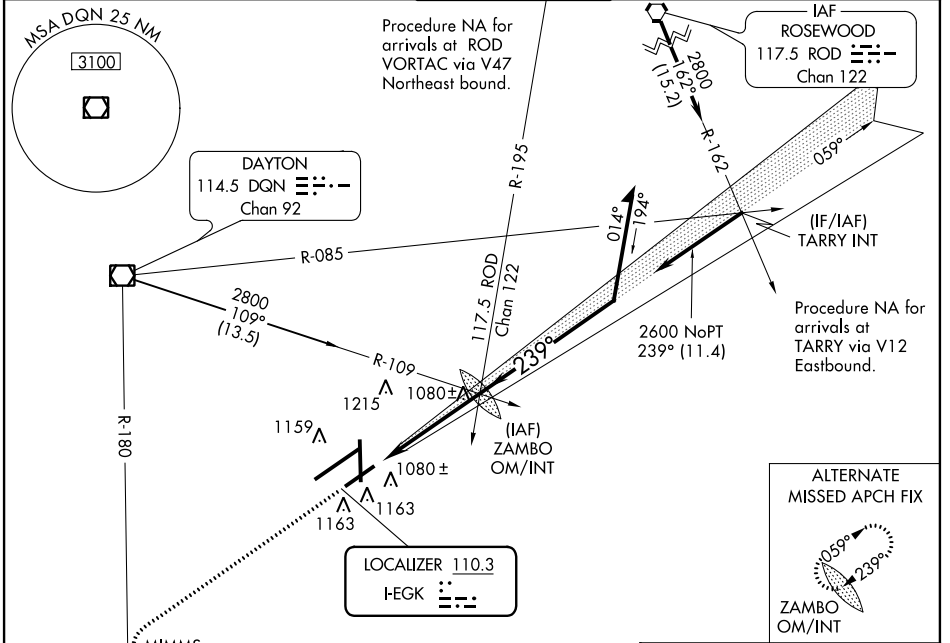 MSA DQN 25 NM
3100
Procedure NA for
arrivals at ROD
VORTAC via V47
Northeast bound.
IAF
ROSEWOOD
117.5 ROD
Chan 122
2800
162°
(15.2)
R-162
R-195
059°
DAYTON
114.5 DQN
Chan 92
014°
194°
(IF/IAF)
TARRY INT
R-085
117.5 ROD
Chan 122
2800
109°
(13.5)
R-109
239°
2600 NoPT
239° (11.4)
Procedure NA for
arrivals at
TARRY via V12
Eastbound.
1215
1080±
(IAF)
ZAMBO
OM/INT
R-180
1159
1080±
1163
1163
LOCALIZER 110.3
I-EGK
ALTERNATE
MISSED APCH FIX
059°
239°
ZAMBO
OM/INT